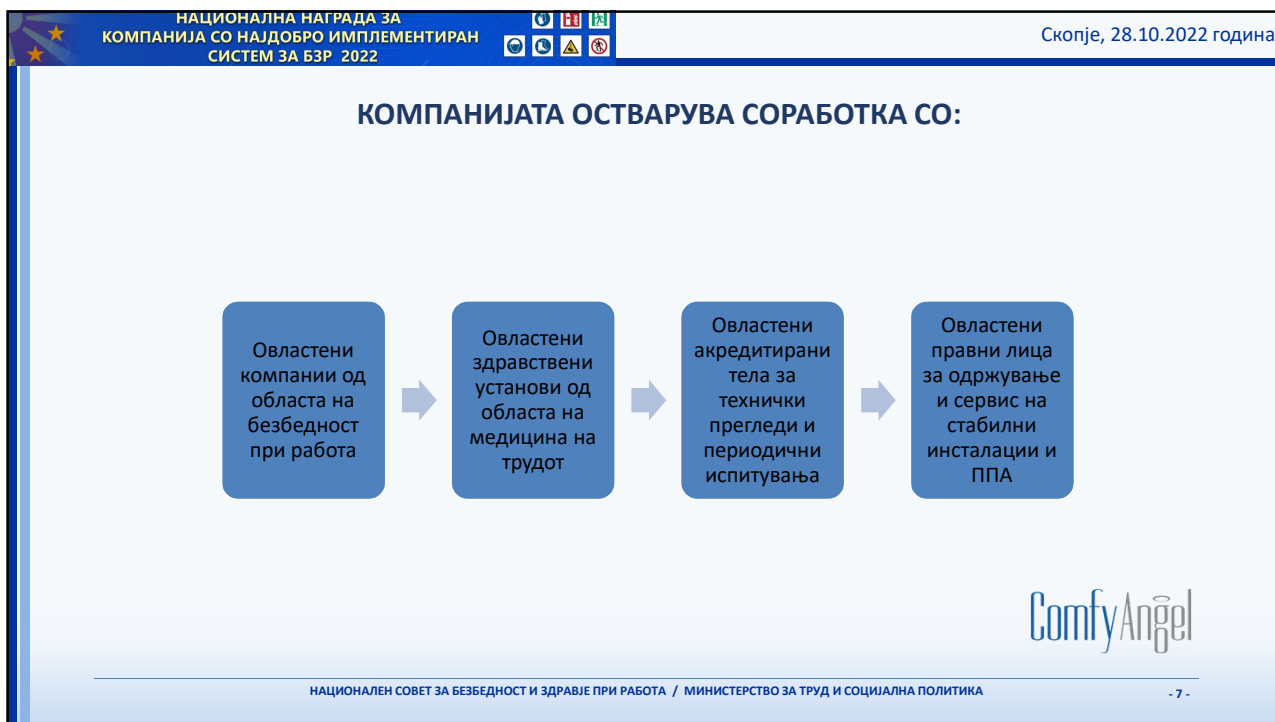 НАЦИОНАЛНА НАГРАДА ЗА
КОМПАНИЈА СО НАЈДОБРО ИМПЛЕМЕНТИРАН
СИСТЕМ ЗА БЗР 2022
Скопје, 28.10.2022 година
КОМПАНИЈАТА ОСТВАРУВА СОРАБОТКА СО:
Овластени
компании од
областа на
безбедност
при работа
Овластени
здравствени
установи од
областа на
медицина на
трудот
Овластени
акредитирани
тела за
технички
прегледи и
периодични
испитувања
Овластени
правни лица
за одржување
и сервис на
стабилни
инсталации и
ППА
ComfyAngel
НАЦИОНАЛЕН СОВЕТ ЗА БЕЗБЕДНОСТ И ЗДРАВЈЕ ПРИ РАБОТА / МИНИСТЕРСТВО ЗА ТРУД И СОЦИЈАЛНА ПОЛИТИКА
- 7 -